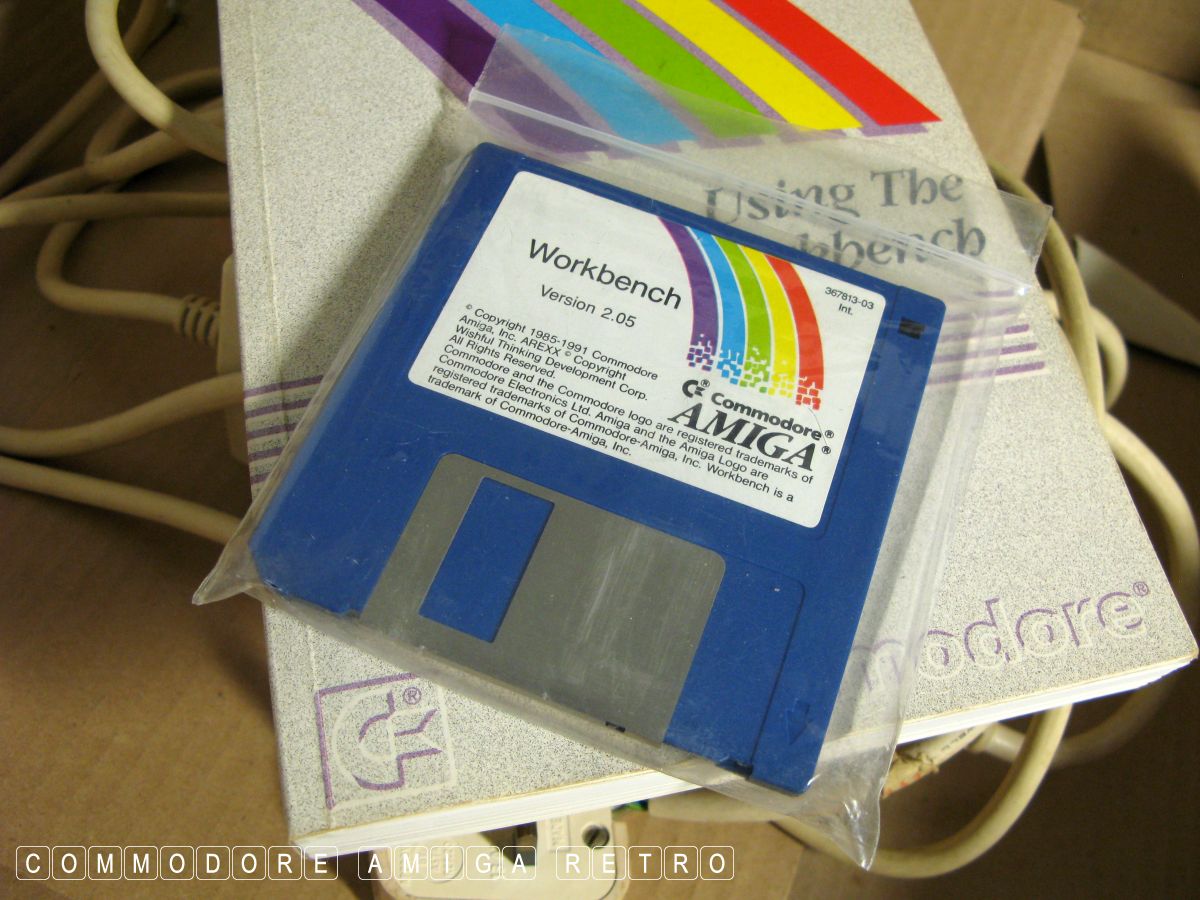 Using The
Workbench
Workbench
Version 2.05
367813-03
Int.
© Copyright 1985-1991 Commodore
Amiga, Inc. AREXX © Copyright
Wishful Thinking Development Corp.
All Rights Reserved.
Commodore and the Commodore logo are registered trademarks of
Commodore Electronics Ltd. Amiga and the Amiga Logo are
registered trademarks of Commodore-Amiga, Inc. Workbench is a
trademark of Commodore-Amiga, Inc.
Commodore®
AMIGA®
modore®
®
COMMODORE AMIGA RETRO